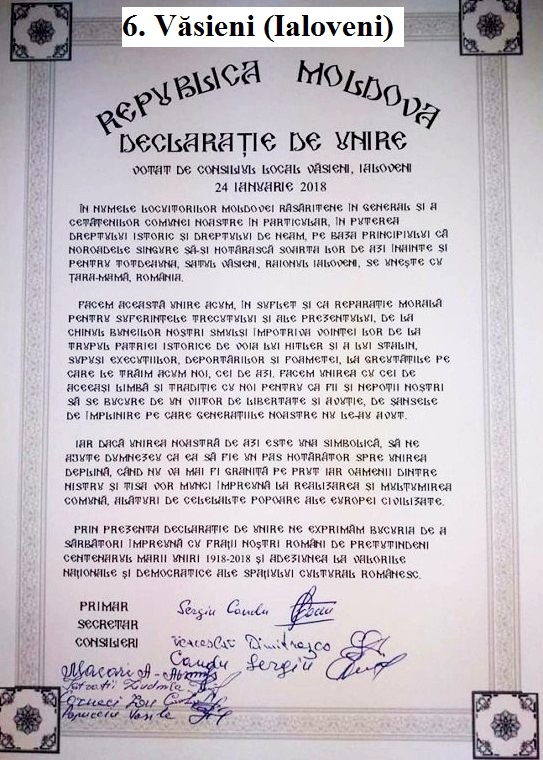 6. Văsieni (Ialoveni)
REPUBLICA MOLDOVA
DECLARAȚIE DE UNIRE
VOTAT DE CONSILIUL LOCAL VĂSIENI, IALOVENI
24 IANUARIE 2018
ÎN NUMELE LOCUITORILOR MOLDOVEI RĂSĂRITENE ÎN GENERAL ȘI A
CETĂȚENILOR COMUNEI NOASTRE ÎN PARTICULAR, ÎN PUTEREA
DREPTULUI ISTORIC ȘI DREPTULUI DE NEAM, PE BAZA PRINCIPIULUI CĂ
NOROADELE SINGURE SĂ-ȘI HOTĂRASCĂ SOARTA LOR DE AZI ÎNAINTE ȘI
PENTRU TOTDEAUNA, SATUL VĂSIENI, RAIONUL IALOVENI, SE UNEȘTE CU
ȚARA-MAMĂ, ROMÂNIA.
FACEM ACEASTĂ UNIRE ACUM, ÎN SUFLET ȘI CA REPARAȚIE MORALĂ
PENTRU SUFERINȚELE TRECUTULUI ȘI ALE PREZENTULUI, DE LA
CHINUL BUNEILOR NOȘTRI SMULȘI ÎMPOTRIVA VOINȚEI LOR DE LA
TRUPUL PATRIEI ISTORICE DE VOIA LUI HITLER ȘI A LUI STALIN,
SUPUȘI EXECUȚIILOR, DEPORTĂRILOR ȘI FOAMETEI, LA GREUTĂȚILE PE
CARE LE TRĂIM ACUM NOI, CEI DE AZI. FACEM UNIREA CU CEI DE
ACEEAȘI LIMBĂ ȘI TRADIȚIE CU NOI PENTRU CA FII ȘI NEPOȚII NOȘTRI
SĂ SE BUCURE DE UN VIITOR DE LIBERTATE ȘI AVUȚIE, DE ȘANSELE
DE ÎMPLINIRE PE CARE GENERAȚIILE NOASTRE NU LE-AU AVUT.
IAR DACĂ UNIREA NOASTRĂ DE AZI ESTE UNA SIMBOLICĂ, SĂ NE
AJUTE DUMNEZEU CA EA SĂ FIE UN PAS HOTĂRÂTOR SPRE UNIREA
DEPLINĂ, CÂND NU VA MAI FI GRANIȚĂ PE PRUT IAR OAMENII DINTRE
NISTRU ȘI TISA VOR MUNCI ÎMPREUNĂ LA REALIZAREA ȘI MULȚUMIREA
COMUNĂ, ALĂTURI DE CELELALTE POPOARE ALE EUROPEI CIVILIZATE.
PRIN PREZENTA DECLARAȚIE DE UNIRE NE EXPRIMĂM BUCURIA DE A
SĂRBĂTORI ÎMPREUNĂ CU FRAȚII NOȘTRI ROMÂNI DE PRETUTINDENI
CENTENARUL MARII UNIRI 1918-2018 ȘI ADEZIUNEA LA VALORILE
NAȚIONALE ȘI DEMOCRATICE ALE SPAȚIULUI CULTURAL ROMÂNESC.
PRIMAR Sergiu Candu
SECRETAR
CONSILIERI Dimitrașco
Candu Sergiu
Macari A.
Ludmila
Vasile